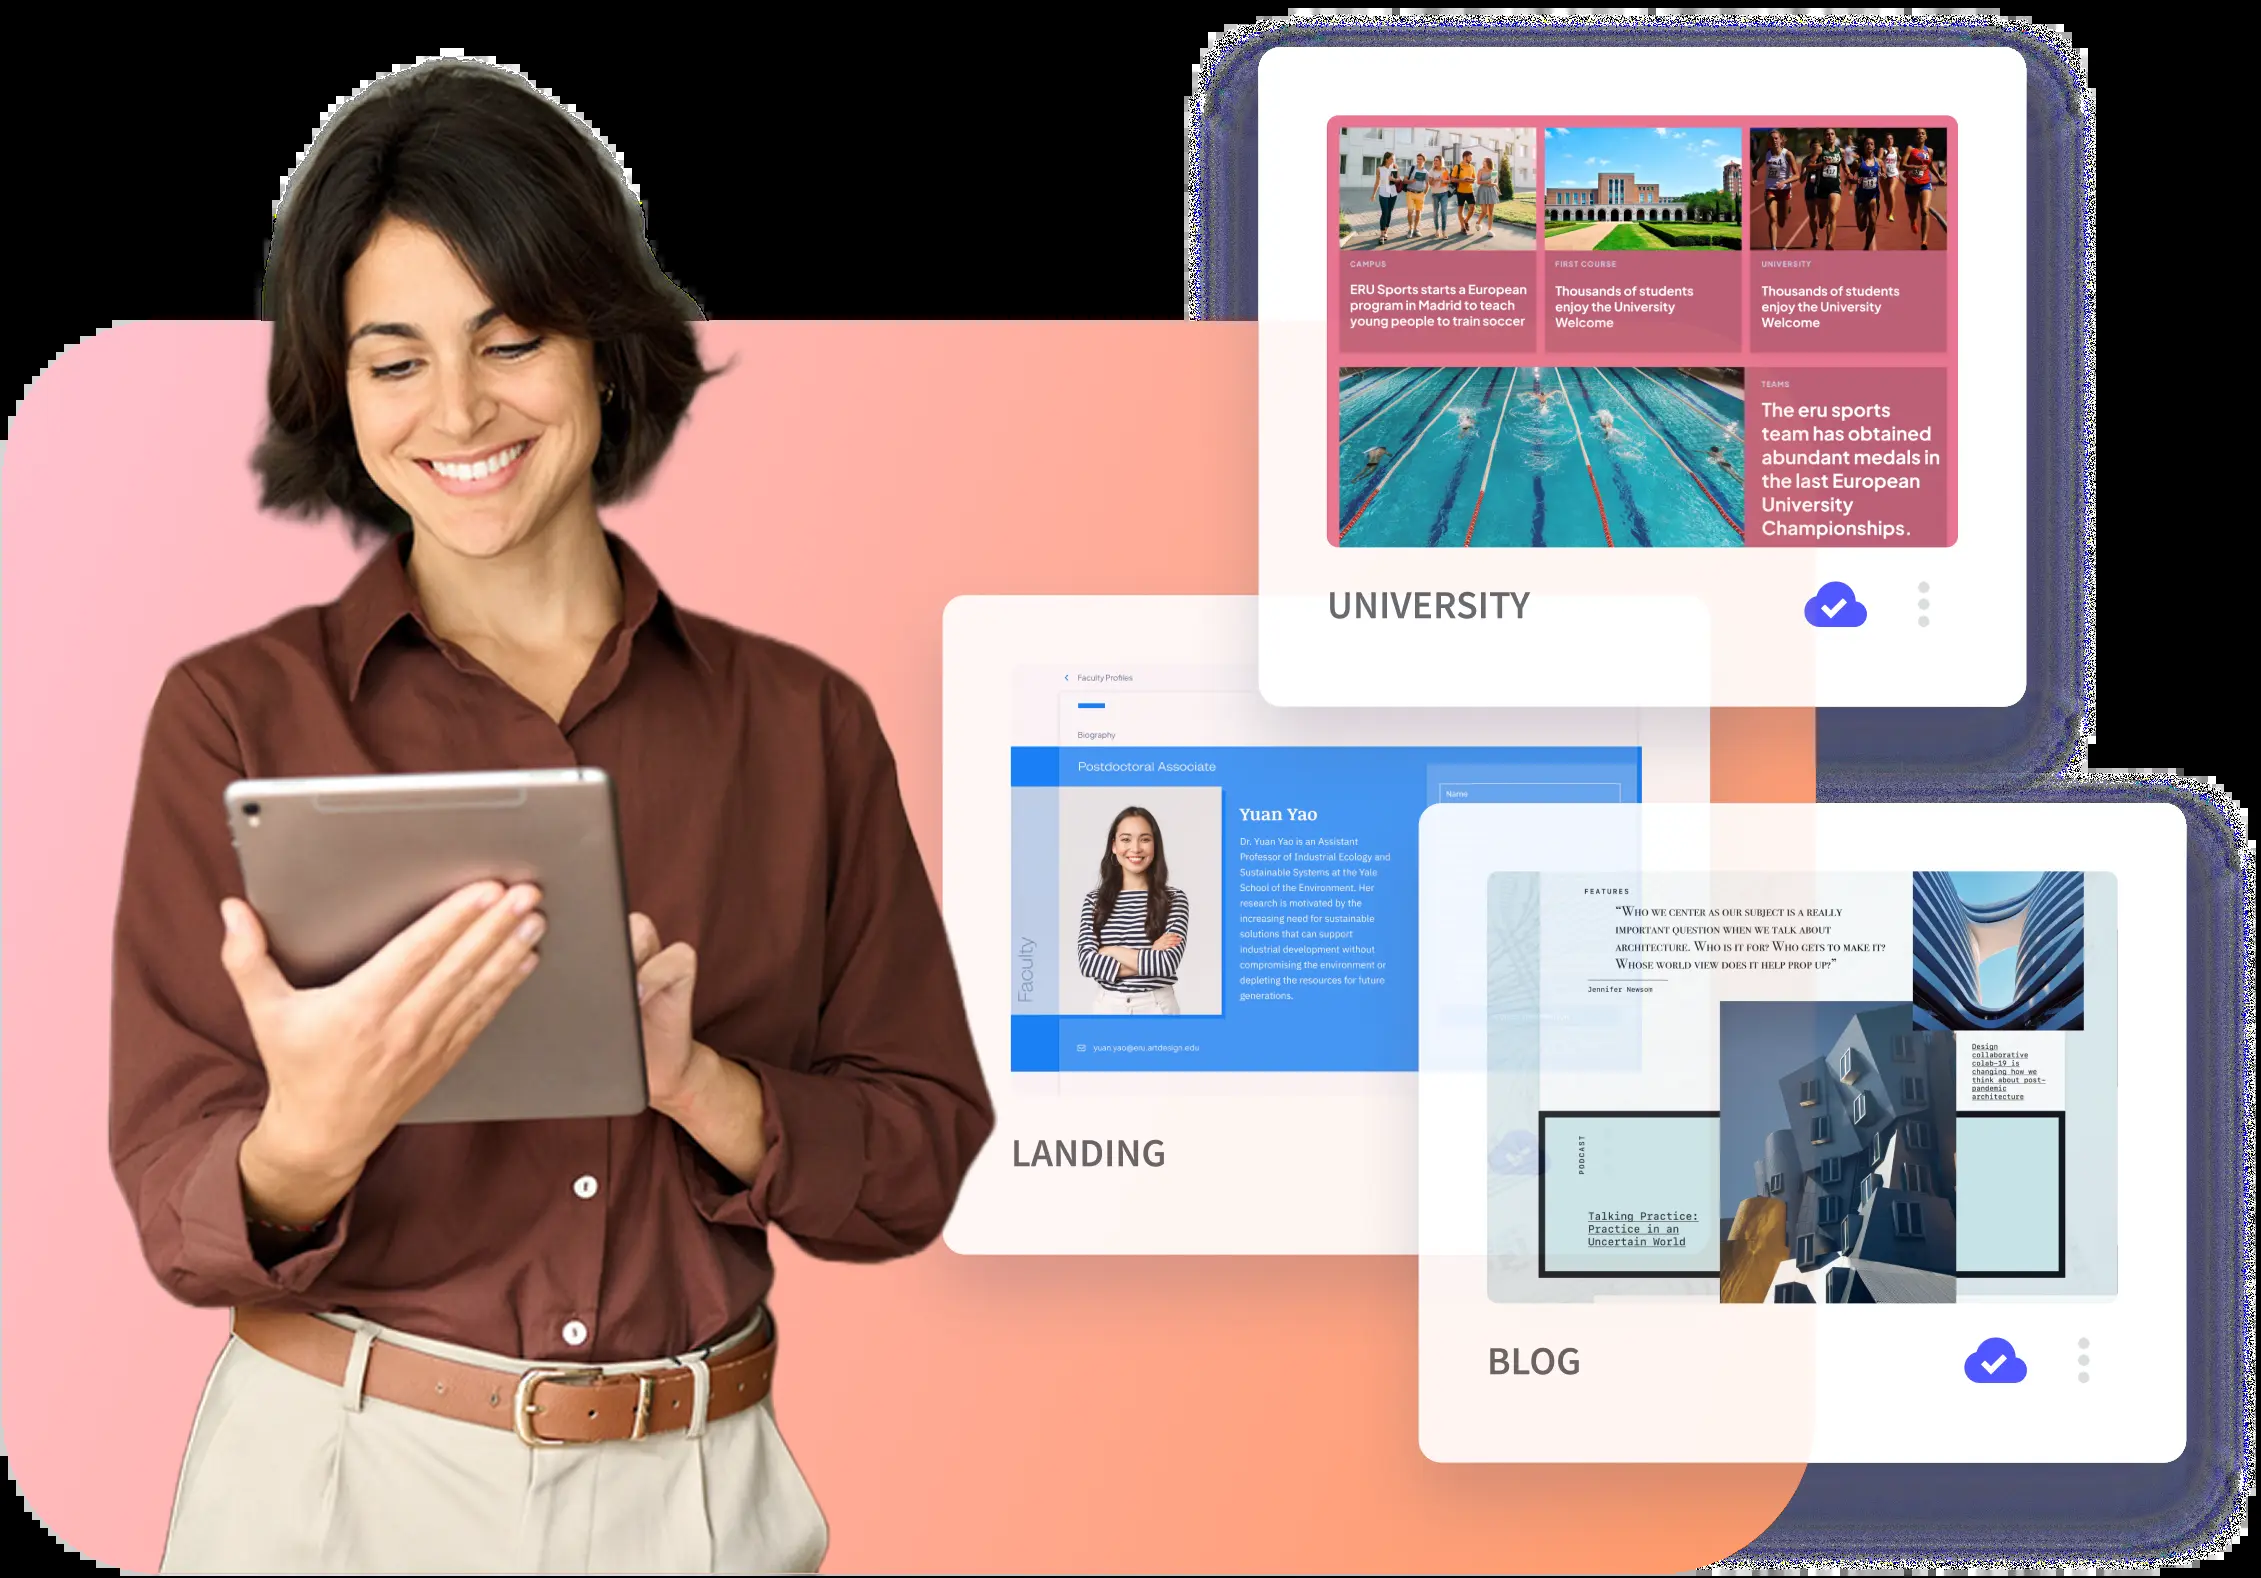 CAMPUS
ERU Sports starts a European
program in Madrid to teach
young people to train soccer
FIRST COURSE
Thousands of students
enjoy the University
Welcome
UNIVERSITY
Thousands of students
enjoy the University
Welcome
TEAMS
The eru sports
team has obtained
abundant medals in
the last European
University
Championships.
UNIVERSITY
Faculty Profiles
Biography
Postdoctoral Associate
Name
Faculty
Yuan Yao
Dr. Yuan Yao is an Assistant
Professor of Industrial Ecology and
Sustainable Systems at the Yale
School of the Environment. Her
research is motivated by the
increasing need for sustainable
solutions that can support
industrial development without
compromising the environment or
depleting the resources for future
generations.
yuan.yao@eru.artdesign.edu
LANDING
FEATURES
“WHO WE CENTER AS OUR SUBJECT IS A REALLY
IMPORTANT QUESTION WHEN WE TALK ABOUT
ARCHITECTURE. WHO IS IT FOR? WHO GETS TO MAKE IT?
WHOSE WORLD VIEW DOES IT HELP PROP UP?”
Jennifer Newsom
Design
collaborative
colab-19 is
changing how we
think about post-
pandemic
architecture
PODCAST
Talking Practice:
Practice in an
Uncertain World
BLOG